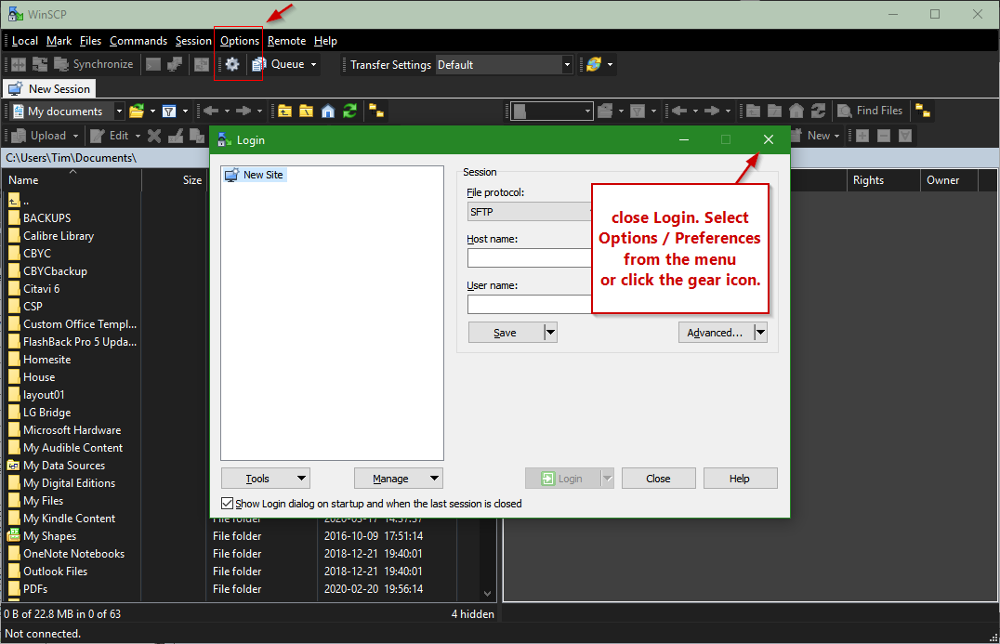 WinSCP
Local Mark Files Commands Session Options Remote Help
Synchronize Queue Transfer Settings Default
New Session
My documents Find Files
Upload Edit New
C:\Users\Tim\Documents\
Name Size Rights Owner
..
BACKUPS
Calibre Library
CBYC
CBYCbackup
Citavi 6
CSP
Custom Office Templ...
FlashBack Pro 5 Upda...
Homesite
House
layout01
LG Bridge
Microsoft Hardware
My Audible Content
My Data Sources
My Digital Editions
My Files
My Kindle Content
My Shapes File folder 2016-10-09 17:51:14
OneNote Notebooks File folder 2018-12-21 19:40:01
Outlook Files File folder 2018-12-21 19:40:01
PDFs File folder 2020-02-20 19:56:14
0 B of 22.8 MB in 0 of 63 4 hidden
Not connected.
Login
New Site
Session
File protocol:
SFTP
Host name:
User name:
Save Advanced...
Tools Manage Login Close Help
Show Login dialog on startup and when the last session is closed
close Login. Select
Options / Preferences
from the menu
or click the gear icon.